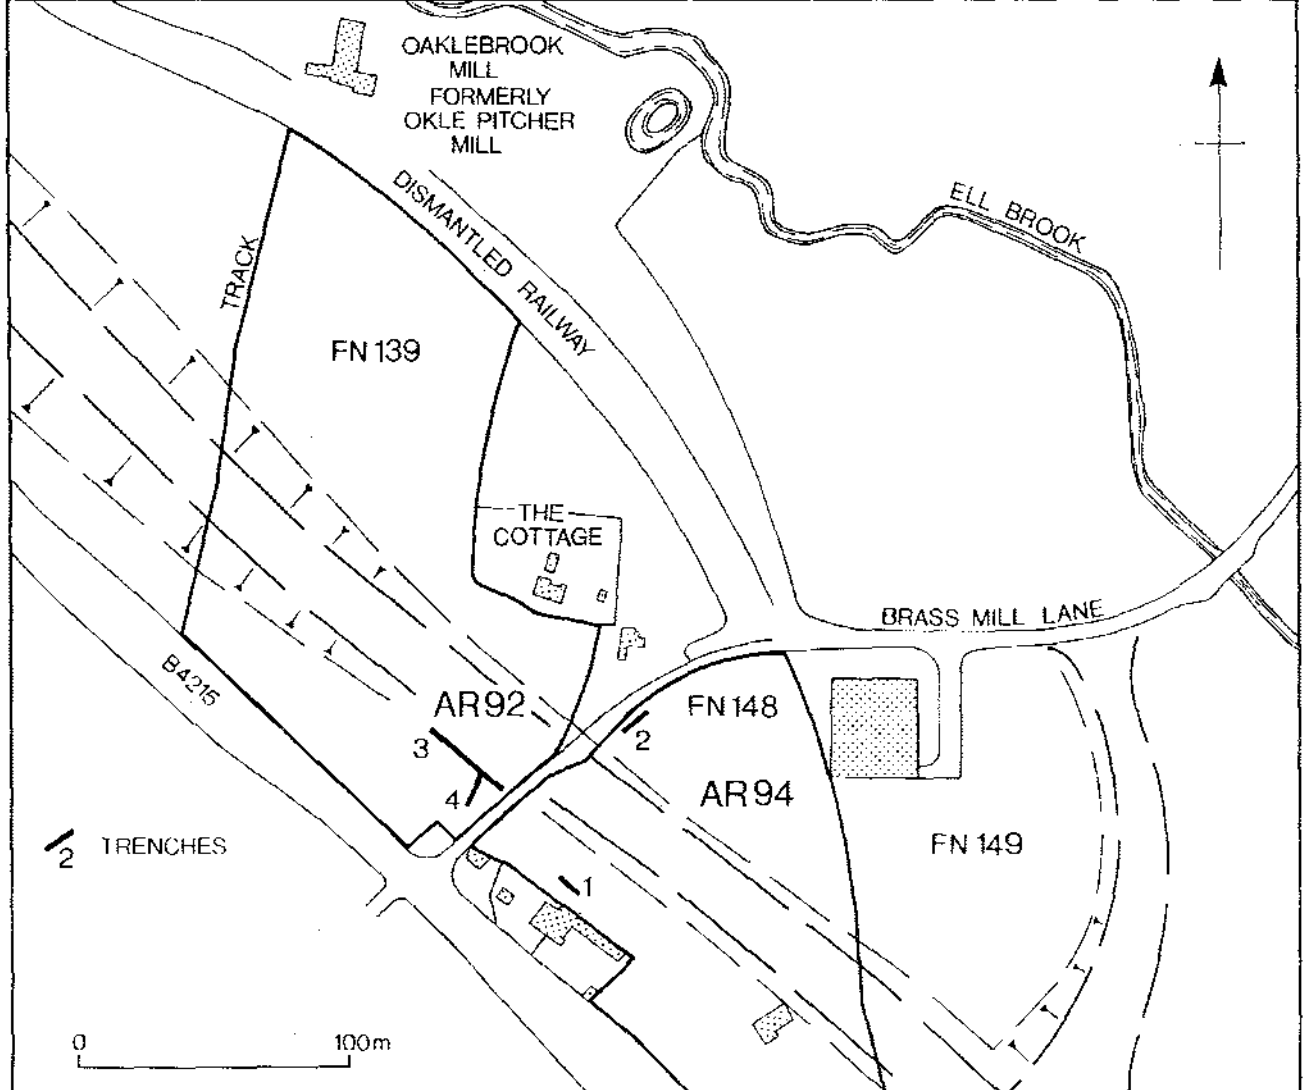 OAKLEBROOK
MILL
FORMERLY
OKLE PITCHER
MILL
ELL BROOK
DISMANTLED RAILWAY
TRACK
FN 139
THE
COTTAGE
BRASS MILL LANE
B4215
AR92
FN 148
2
3
AR94
4
FN 149
2
TRENCHES
1
0
100m